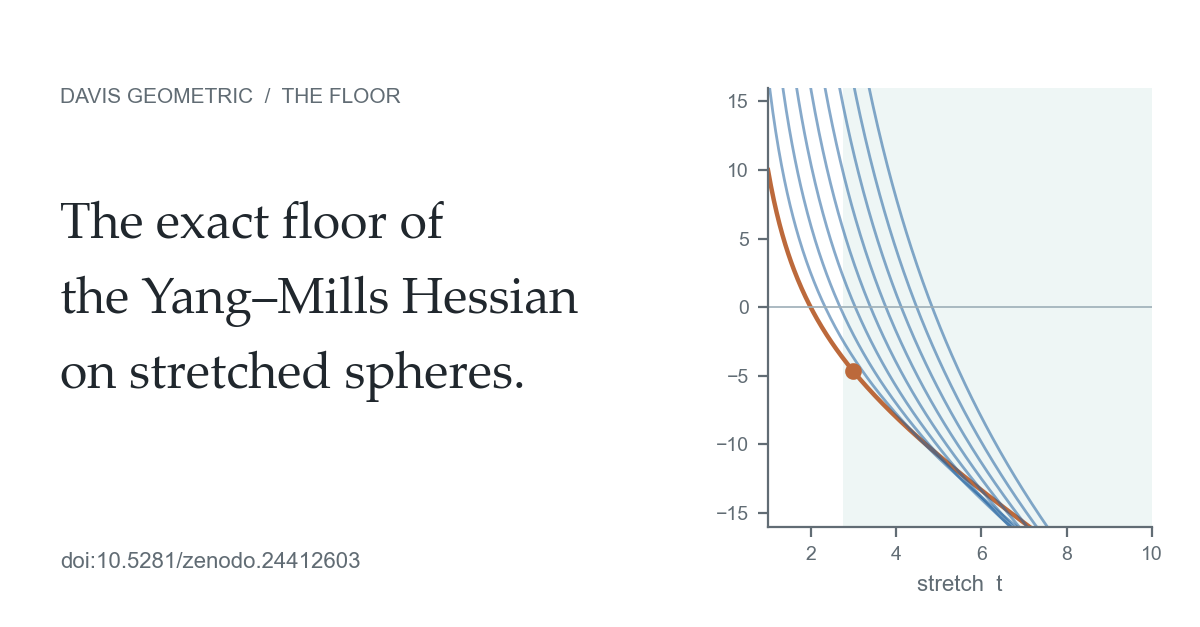 DAVIS GEOMETRIC / THE FLOOR
The exact floor of
the Yang–Mills Hessian
on stretched spheres.
doi:10.5281/zenodo.24412603
15
10
5
0
−5
−10
−15
2 4 6 8 10
stretch t